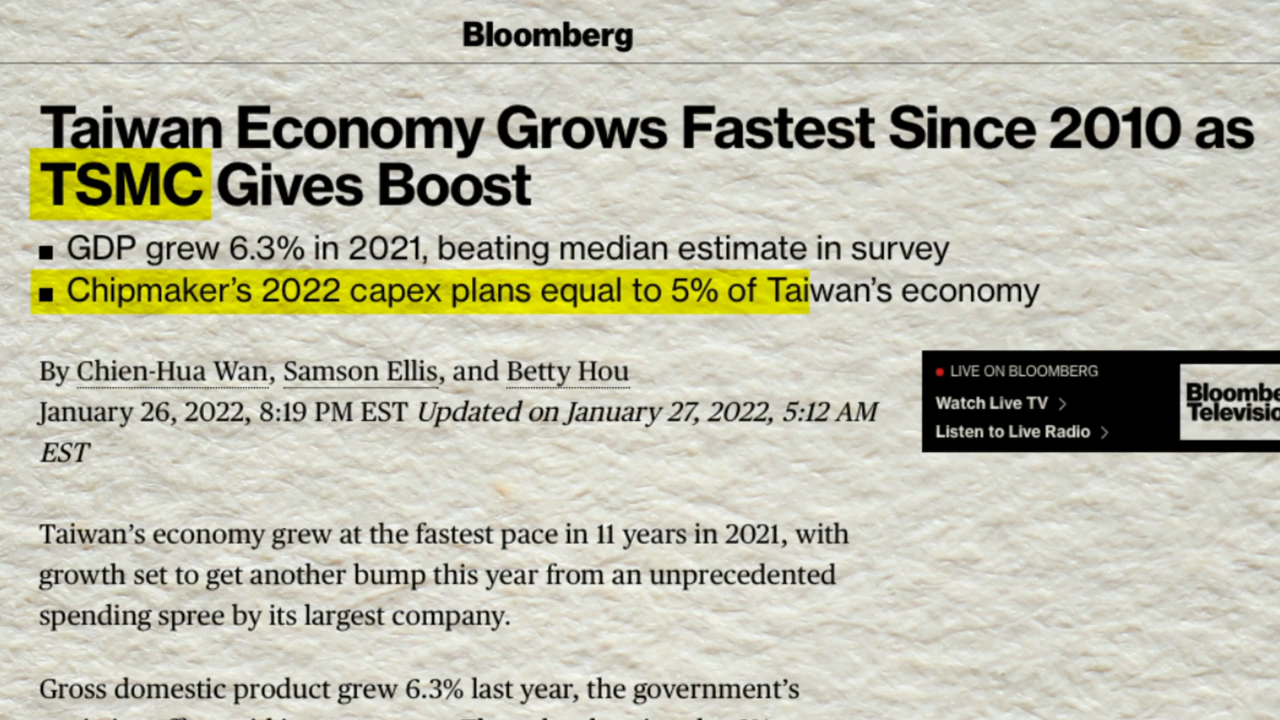 Bloomberg
Taiwan Economy Grows Fastest Since 2010 as
TSMC Gives Boost
■ GDP grew 6.3% in 2021, beating median estimate in survey
■ Chipmaker’s 2022 capex plans equal to 5% of Taiwan’s economy
By Chien-Hua Wan, Samson Ellis, and Betty Hou
January 26, 2022, 8:19 PM EST Updated on January 27, 2022, 5:12 AM
EST
LIVE ON BLOOMBERG
Watch Live TV >
Listen to Live Radio >
Bloombe
Televisio
Taiwan’s economy grew at the fastest pace in 11 years in 2021, with
growth set to get another bump this year from an unprecedented
spending spree by its largest company.
Gross domestic product grew 6.3% last year, the government’s